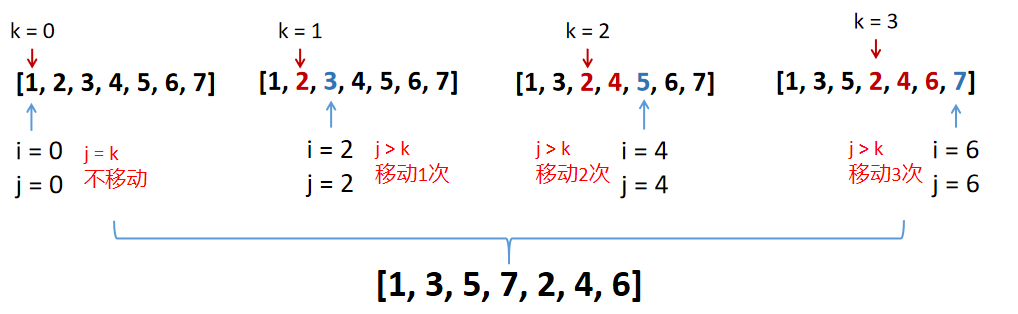 k = 0
k = 1
k = 2
k = 3
[1, 2, 3, 4, 5, 6, 7]
[1, 2, 3, 4, 5, 6, 7]
[1, 3, 2, 4, 5, 6, 7]
[1, 3, 5, 2, 4, 6, 7]
i = 0
j = 0
j = k
不移动
i = 2
j = 2
j > k
移动1次
j > k
移动2次
i = 4
j = 4
j > k
移动3次
i = 6
j = 6
[1, 3, 5, 7, 2, 4, 6]